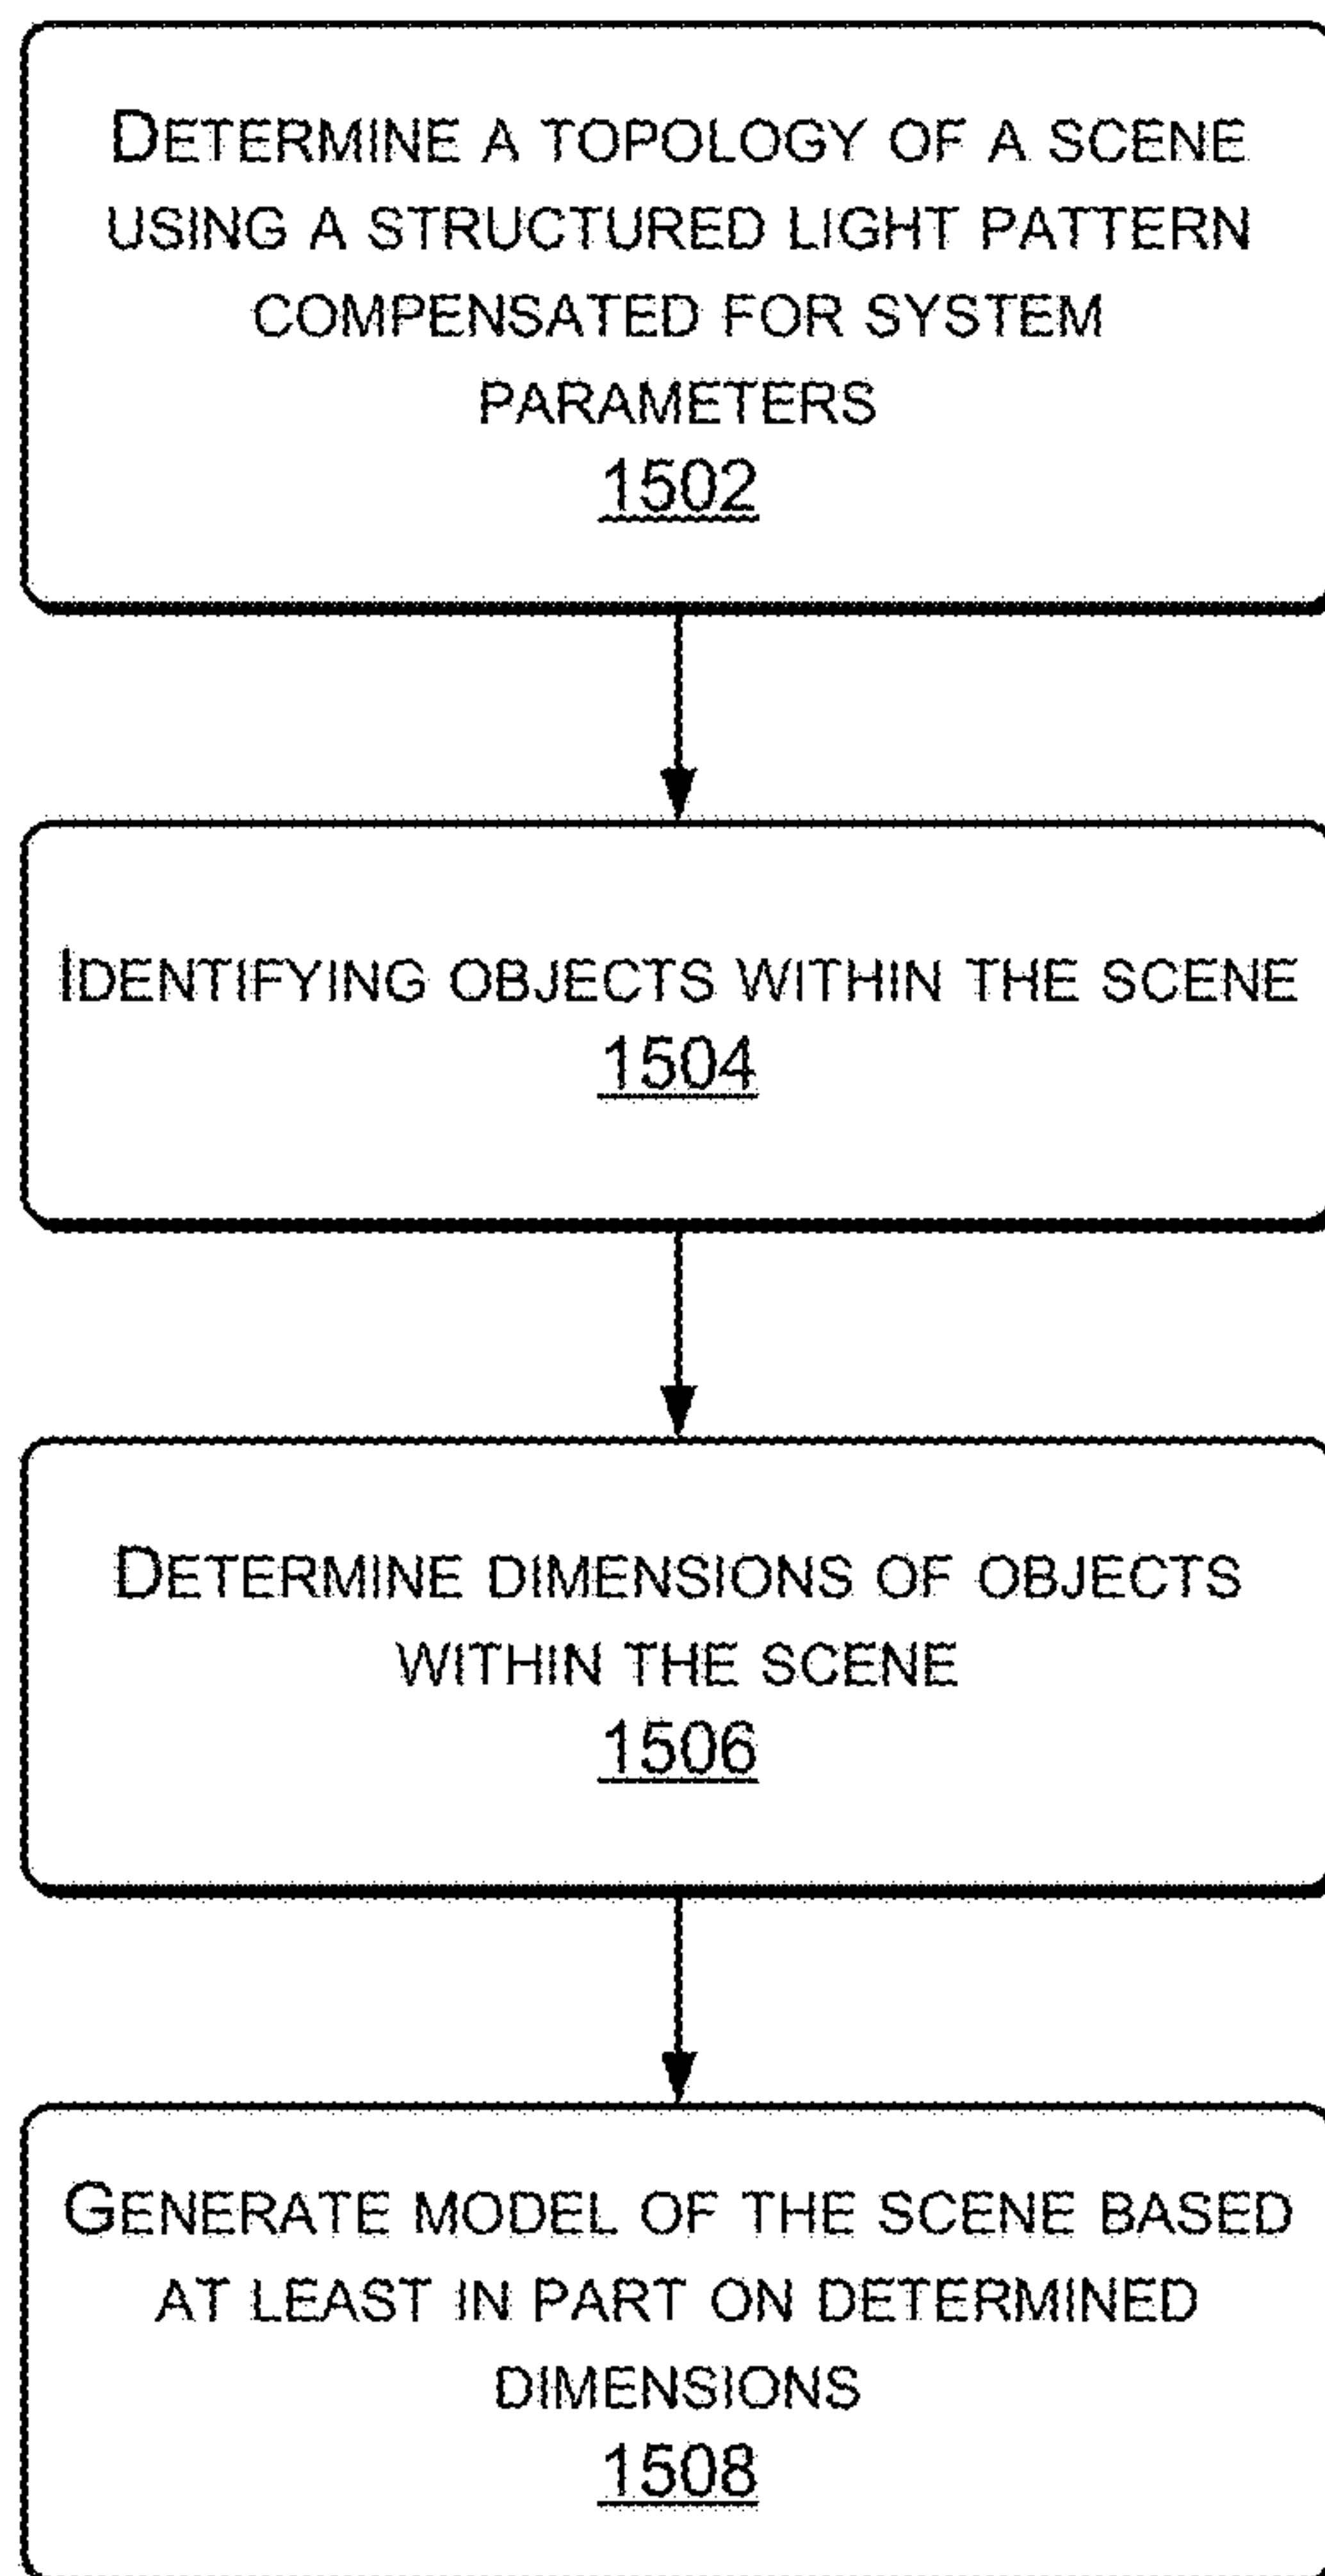 DETERMINE A TOPOLOGY OF A SCENE
USING A STRUCTURED LIGHT PATTERN
COMPENSATED FOR SYSTEM
PARAMETERS
1502
IDENTIFYING OBJECTS WITHIN THE SCENE
1504
DETERMINE DIMENSIONS OF OBJECTS
WITHIN THE SCENE
1506
GENERATE MODEL OF THE SCENE BASED
AT LEAST IN PART ON DETERMINED
DIMENSIONS
1508